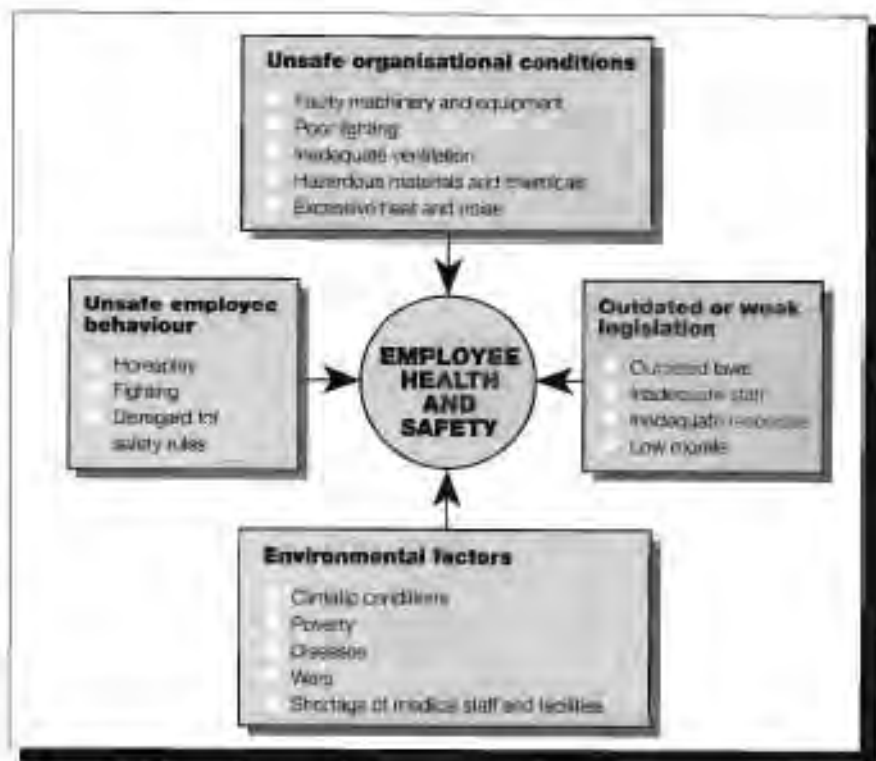 Unsafe organisational conditions
Faulty machinery and equipment
Poor lighting
Inadequate ventilation
Hazardous materials and chemicals
Excessive heat and noise
Unsafe employee
behaviour
Horseplay
Fighting
Disregard for
safety rules
EMPLOYEE
HEALTH
AND
SAFETY
Outdated or weak
legislation
Outdated laws
Inadequate staff
Inadequate response
Low morale
Environmental factors
Climatic conditions
Poverty
Diseases
Wars
Shortage of medical staff and facilities